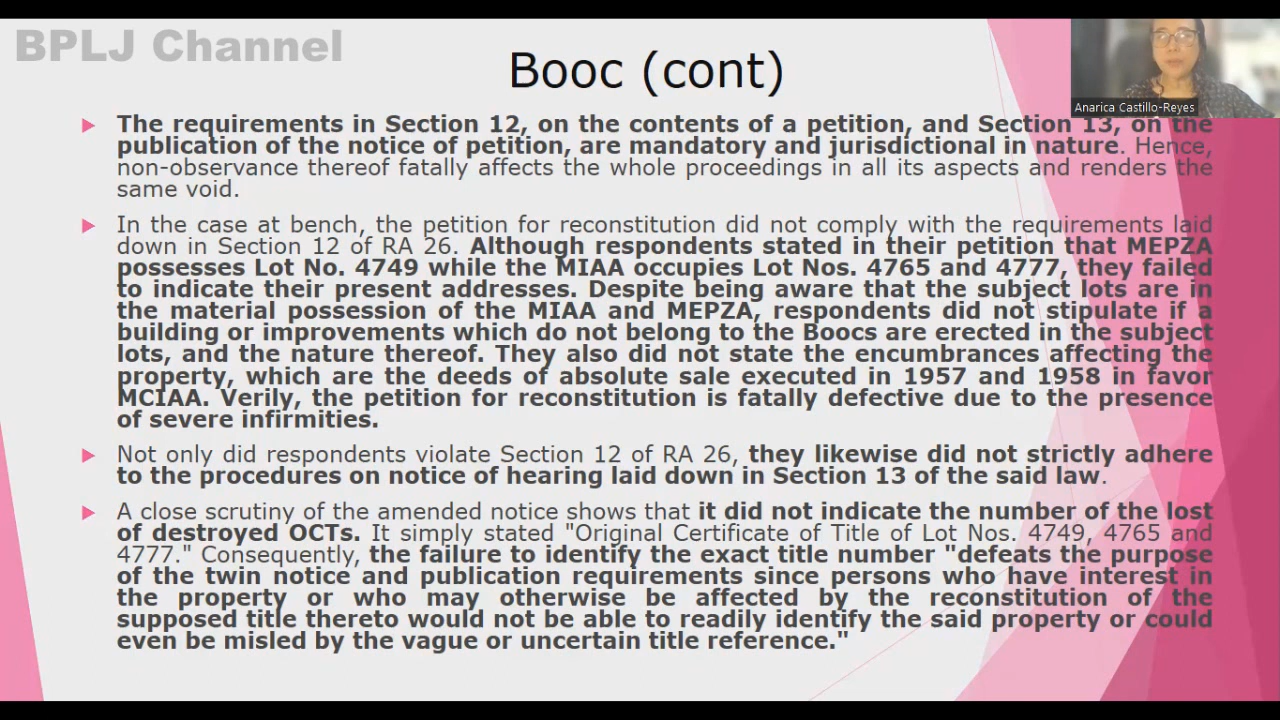 BPLJ Channel
Booc (cont)
Anarica Castillo-Reyes
The requirements in Section 12, on the contents of a petition, and Section 13, on the
publication of the notice of petition, are mandatory and jurisdictional in nature. Hence,
non-observance thereof fatally affects the whole proceedings in all its aspects and renders the
same void.
In the case at bench, the petition for reconstitution did not comply with the requirements laid
down in Section 12 of RA 26. Although respondents stated in their petition that MEPZA
possesses Lot No. 4749 while the MIAA occupies Lot Nos. 4765 and 4777, they failed
to indicate their present addresses. Despite being aware that the subject lots are in
the material possession of the MIAA and MEPZA, respondents did not stipulate if a
building or improvements which do not belong to the Boocs are erected in the subject
lots, and the nature thereof. They also did not state the encumbrances affecting the
property, which are the deeds of absolute sale executed in 1957 and 1958 in favor
MCIAA. Verily, the petition for reconstitution is fatally defective due to the presence
of severe infirmities.
Not only did respondents violate Section 12 of RA 26, they likewise did not strictly adhere
to the procedures on notice of hearing laid down in Section 13 of the said law.
A close scrutiny of the amended notice shows that it did not indicate the number of the lost
of destroyed OCTs. It simply stated "Original Certificate of Title of Lot Nos. 4749, 4765 and
4777." Consequently, the failure to identify the exact title number "defeats the purpose
of the twin notice and publication requirements since persons who have interest in
the property or who may otherwise be affected by the reconstitution of the
supposed title thereto would not be able to readily identify the said property or could
even be misled by the vague or uncertain title reference."